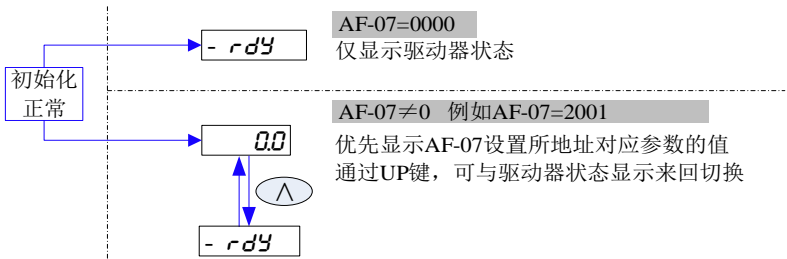 AF-07=0000
- rdy
仅显示驱动器状态
初始化
正常
AF-07≠0 例如AF-07=2001
0.0
优先显示AF-07设置所地址对应参数的值
通过UP键，可与驱动器状态显示来回切换
∧
- rdy